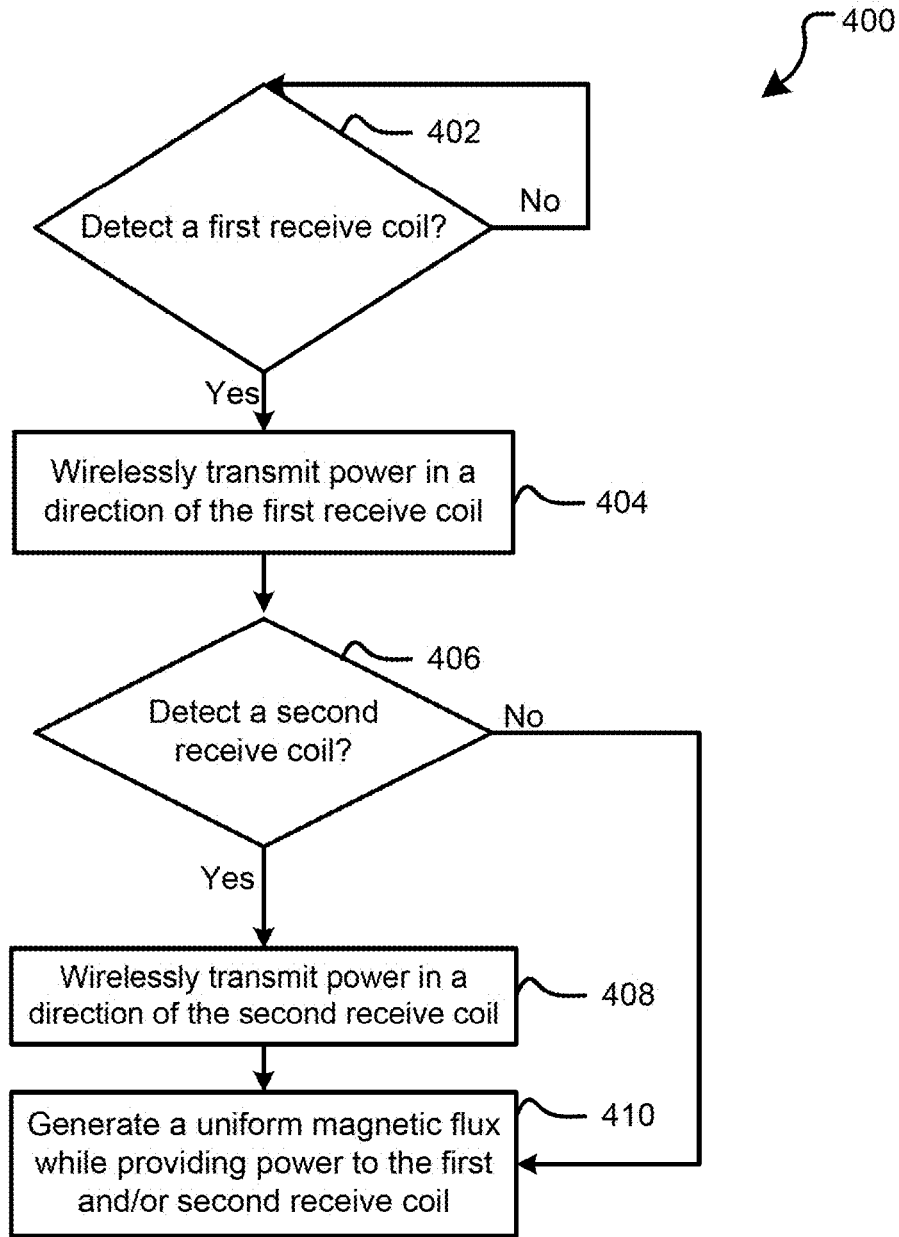 400
402
Detect a first receive coil?
No
Yes
Wirelessly transmit power in a
direction of the first receive coil
404
406
Detect a second
receive coil?
No
Yes
Wirelessly transmit power in a
direction of the second receive coil
408
410
Generate a uniform magnetic flux
while providing power to the first
and/or second receive coil